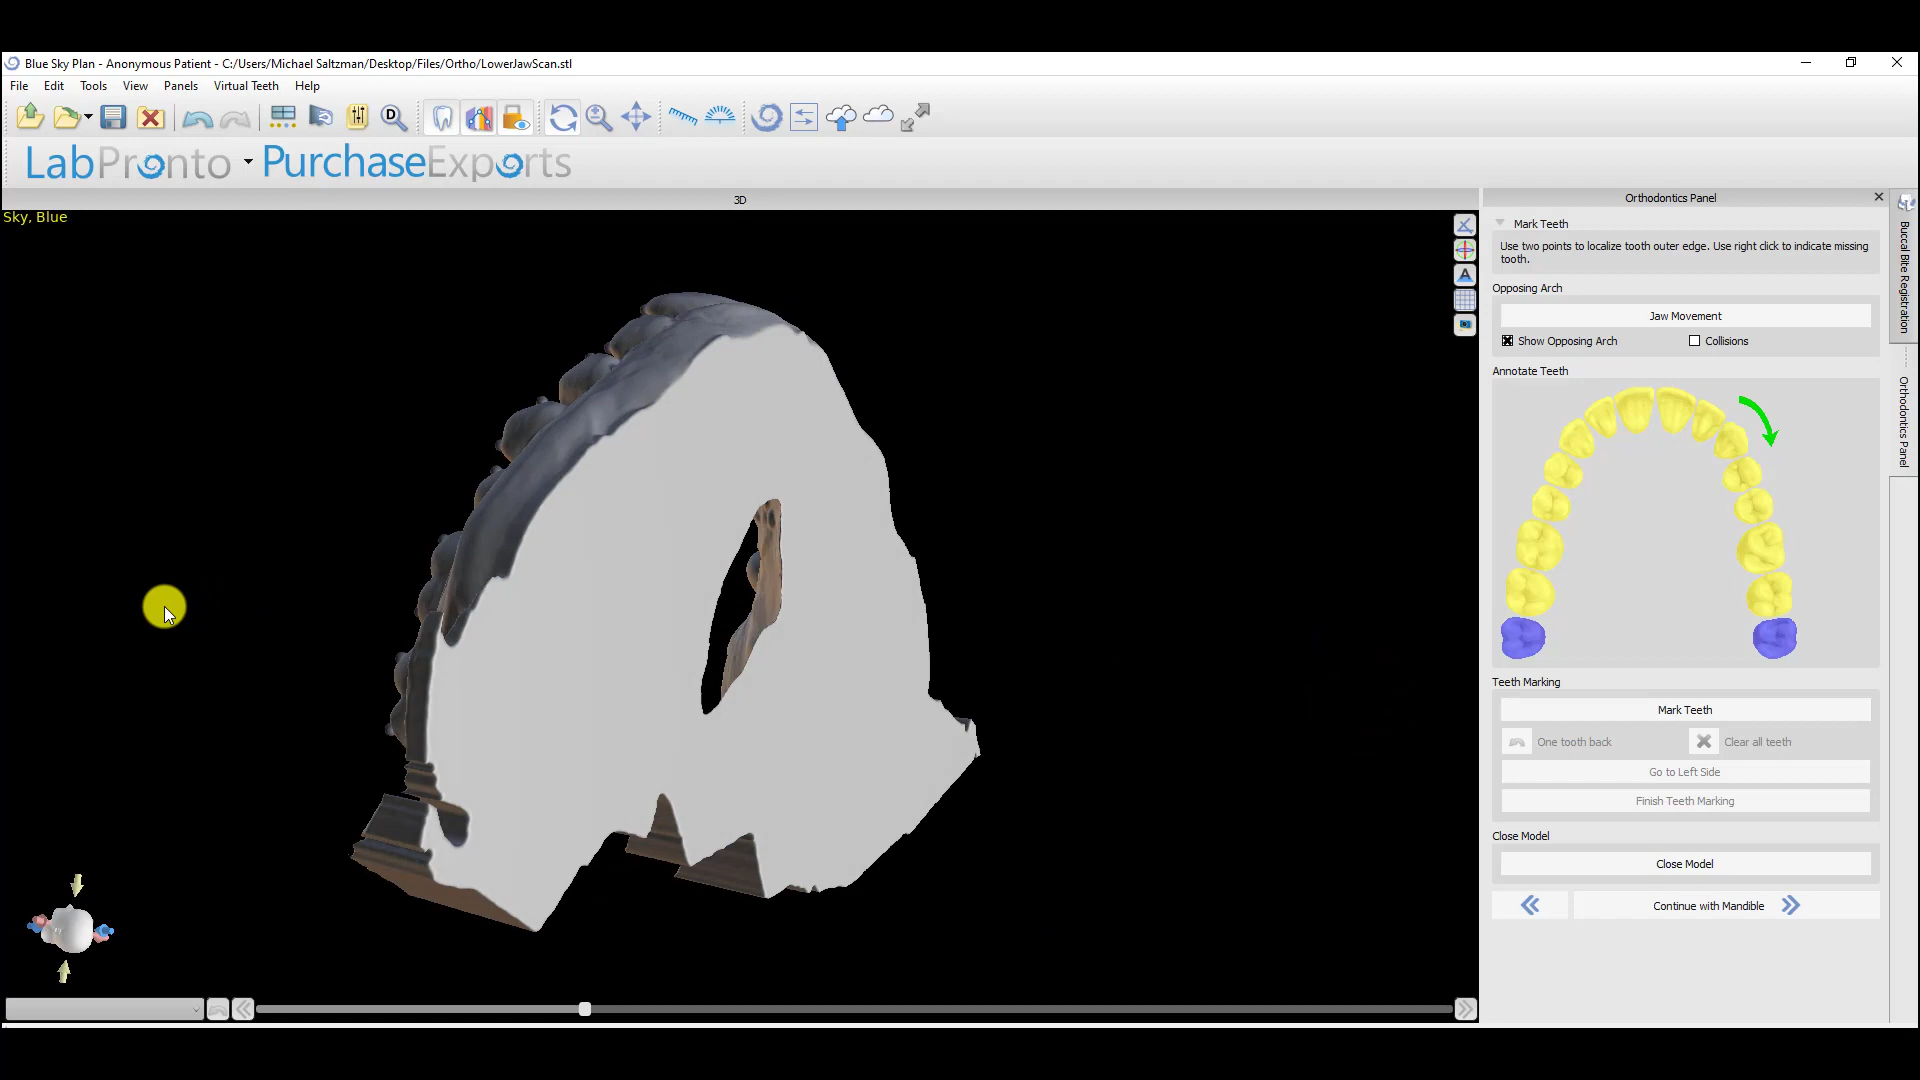 Blue Sky Plan - Anonymous Patient - C:/Users/Michael Saltzman/Desktop/Files/Ortho/LowerJawScan.stl
File Edit Tools View Panels Virtual Teeth Help
D
LabPronto PurchaseExports
3D
Orthodontics Panel
Sky, Blue
Mark Teeth
Use two points to localize tooth outer edge. Use right click to indicate missing
tooth.
Opposing Arch
Jaw Movement
Show Opposing Arch Collisions
Annotate Teeth
Teeth Marking
Mark Teeth
One tooth back Clear all teeth
Go to Left Side
Finish Teeth Marking
Close Model
Close Model
Continue with Mandible
Buccal Bite Registration
Orthodontics Panel